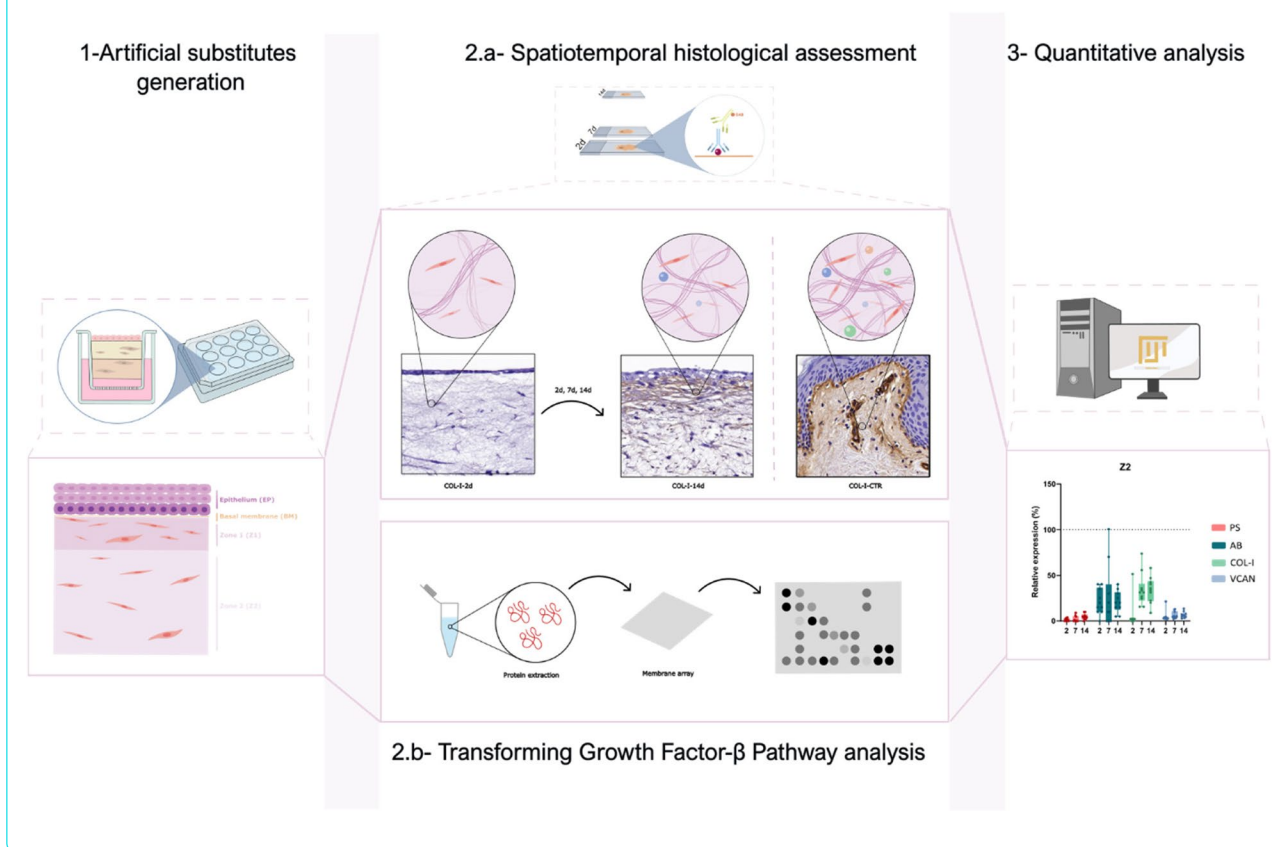 1-Artificial substitutes
generation
2.a- Spatiotemporal histological assessment
3- Quantitative analysis
14d
7d
2d
Epithelium (EP)
Basal membrana (BM)
Zone 1 (Z1)
Zone 2 (Z2)
COL-I-2d
2d, 7d, 14d
COL-I-14d
COL-I-CTR
Protein extraction
Membrane array
2.b- Transforming Growth Factor-β Pathway analysis
Z2
Relative expression (%)
150
100
50
0
2 7 14 2 7 14 2 7 14 2 7 14
PS
AB
COL-I
VCAN